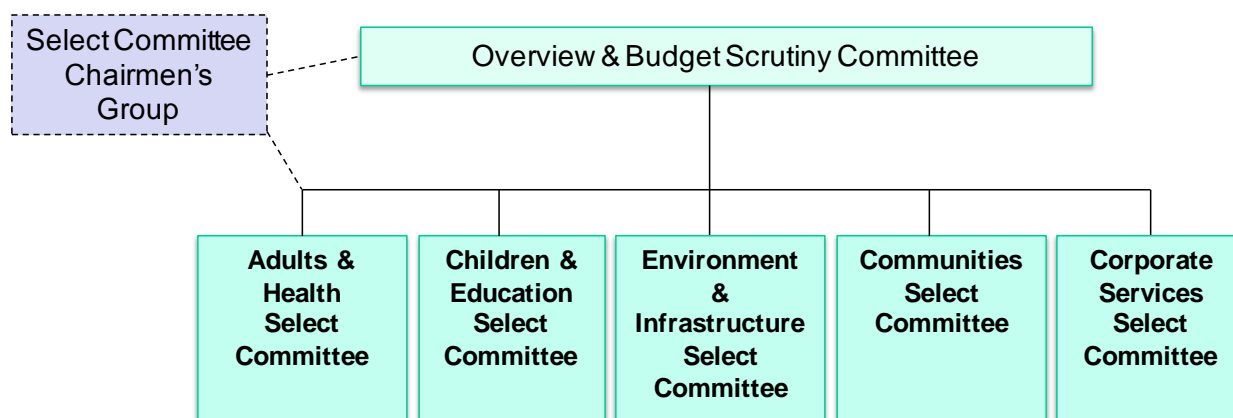 Select Committee
Chairmen’s
Group
Overview & Budget Scrutiny Committee
Adults &
Health
Select
Committee
Children &
Education
Select
Committee
Environment
&
Infrastructure
Select
Committee
Communities
Select
Committee
Corporate
Services
Select
Committee